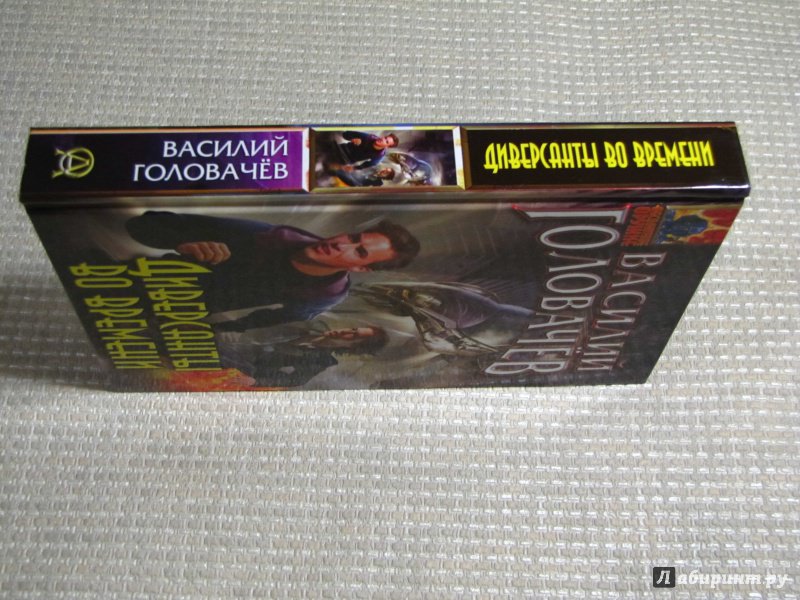 ВАСИЛИЙ
ГОЛОВАЧЁВ
ДИВЕРСАНТЫ ВО ВРЕМЕНИ
ВАСИЛИЙ
ГОЛОВАЧЁВ
ДИВЕРСАНТЫ
ВО ВРЕМЕНИ
Лабиринт.ру